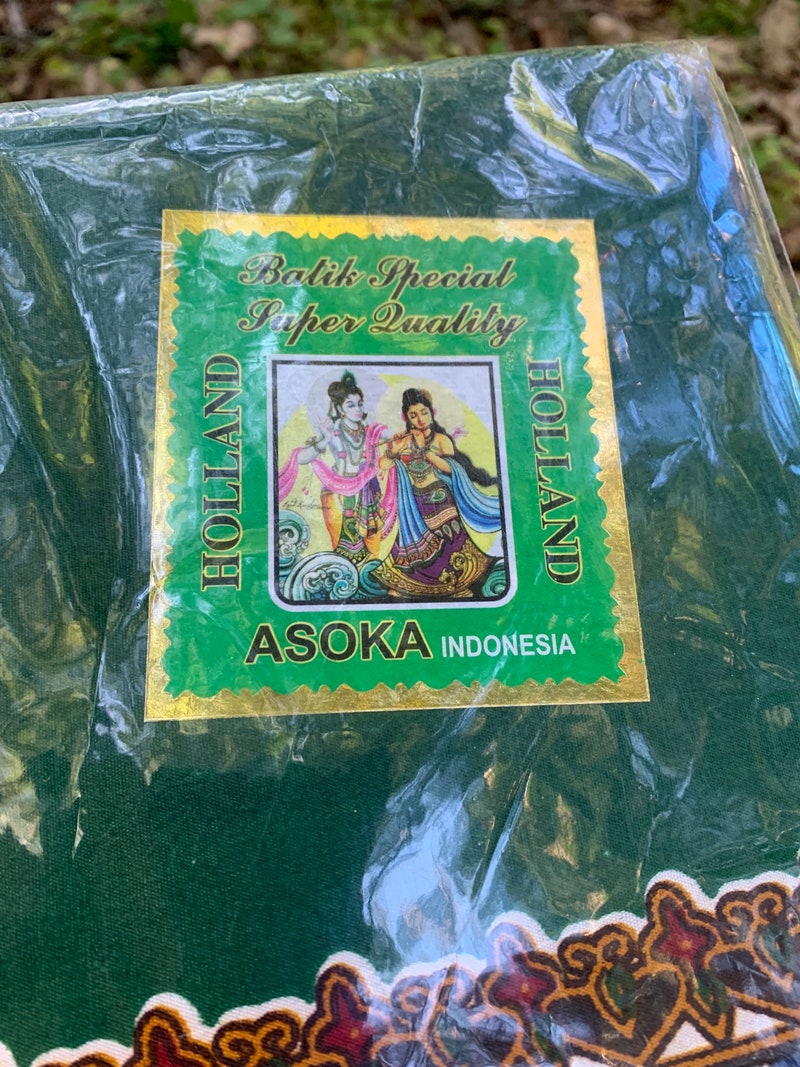 Batik Special
Super Quality
HOLLAND
HOLLAND
ASOKA INDONESIA